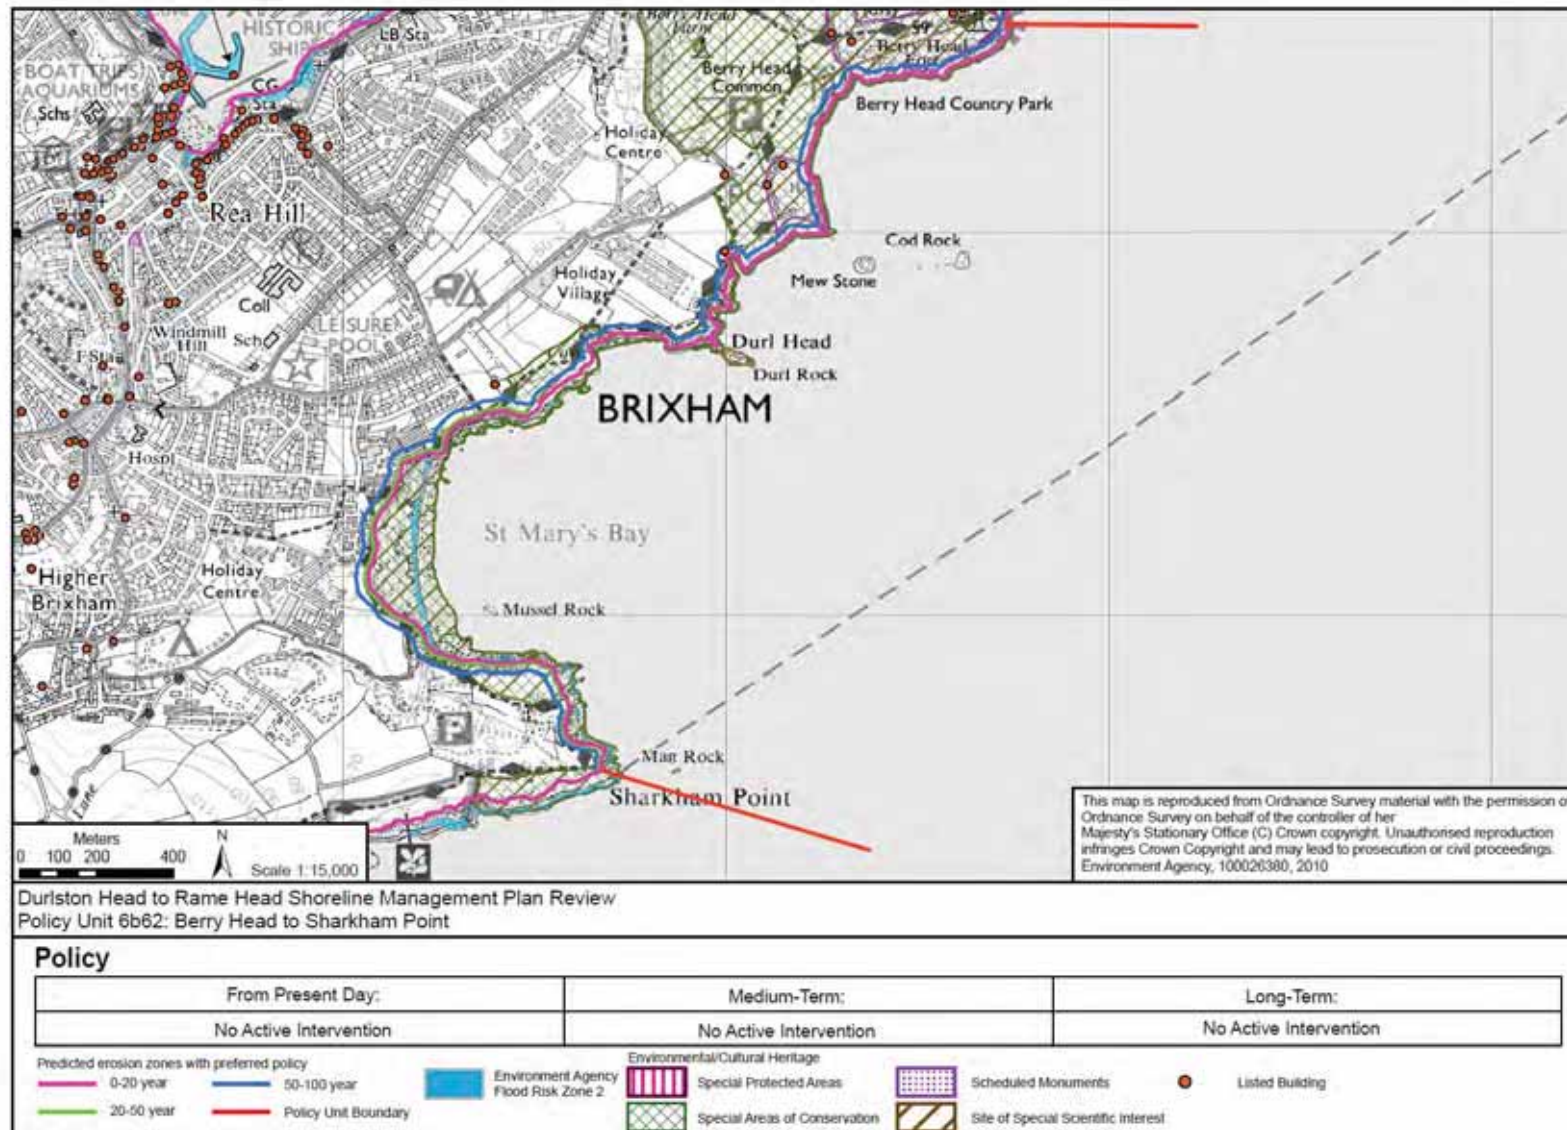 HISTORIC
SHIPS
LB Sta
Berry Head
Farm
BOAT TRIPS
AQUARIUMS
CG
Sta
Schs
Berry Head
Common
Berry Head
Fort
Berry Head Country Park
Holiday
Centre
Rea Hill
Cod Rock
Mew Stone
Holiday
Village
Coll
LEISURE
POOL
Windmill
Hill
Sch
F Sta
Durl Head
Durl Rock
BRIXHAM
Hospl
St Mary's Bay
Higher
Brixham
Holiday
Centre
Mussel Rock
P
Lane
Man Rock
Sharkham Point
Meters
0 100 200 400
N
Scale 1:15,000
This map is reproduced from Ordnance Survey material with the permission of
Ordnance Survey on behalf of the controller of her
Majesty's Stationary Office (C) Crown copyright. Unauthorised reproduction
infringes Crown Copyright and may lead to prosecution or civil proceedings.
Environment Agency, 100026380, 2010
Durlston Head to Rame Head Shoreline Management Plan Review
Policy Unit 6b62: Berry Head to Sharkham Point
Policy
From Present Day: Medium-Term: Long-Term:
No Active Intervention No Active Intervention No Active Intervention
Predicted erosion zones with preferred policy
0-20 year
50-100 year
20-50 year
Policy Unit Boundary
Environment Agency
Flood Risk Zone 2
Environmental/Cultural Heritage
Special Protected Areas
Scheduled Monuments
Listed Building
Special Areas of Conservation
Site of Special Scientific Interest